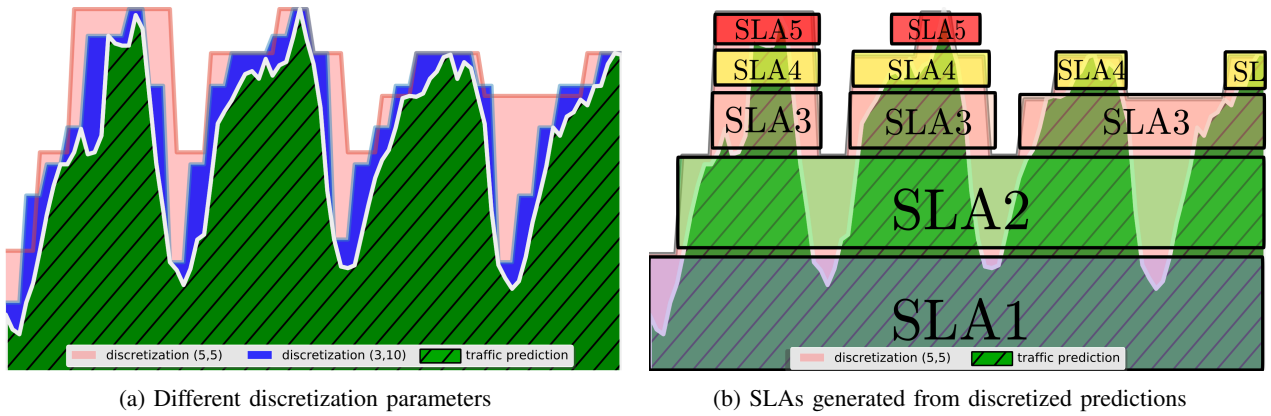 discretization (5,5) discretization (3,10) traffic prediction
(a) Different discretization parameters
SLA5 SLA5
SLA4 SLA4 SLA4 SL
SLA3 SLA3 SLA3
SLA2
SLA1
discretization (5,5) traffic prediction
(b) SLAs generated from discretized predictions